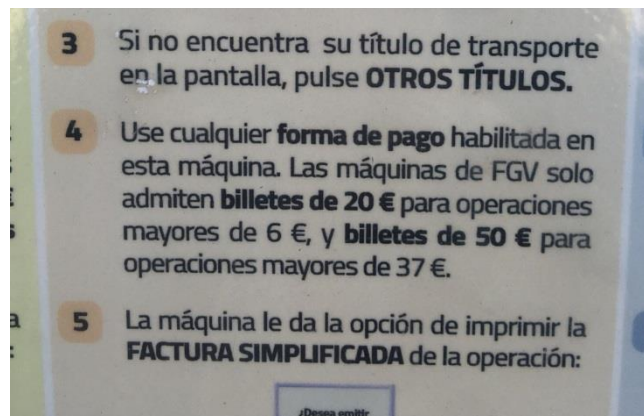 3 Si no encuentra su título de transporte
en la pantalla, pulse OTROS TÍTULOS.
4 Use cualquier forma de pago habilitada en
esta máquina. Las máquinas de FGV solo
admiten billetes de 20 € para operaciones
mayores de 6 €, y billetes de 50 € para
operaciones mayores de 37 €.
5 La máquina le da la opción de imprimir la
FACTURA SIMPLIFICADA de la operación:
¿Desea emitir